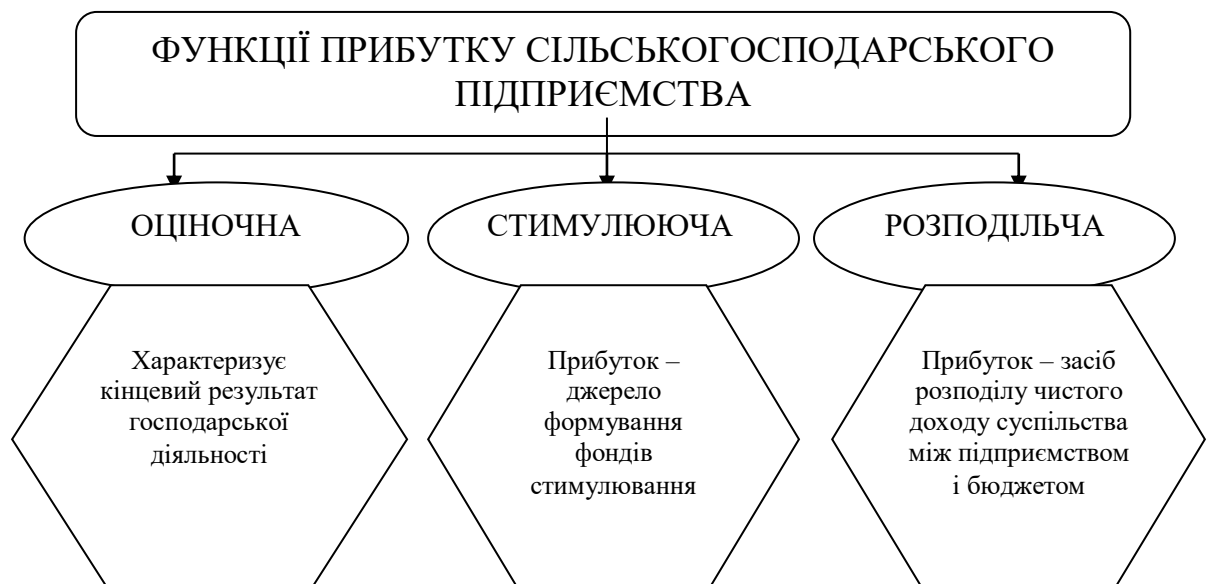 ФУНКЦІЇ ПРИБУТКУ СІЛЬСЬКОГОСПОДАРСЬКОГО
ПІДПРИЄМСТВА
ОЦІНОЧНА
СТИМУЛЮЮЧА
РОЗПОДІЛЬЧА
Характеризує
кінцевий результат
господарської
діяльності
Прибуток –
джерело
формування
фондів
стимулювання
Прибуток – засіб
розподілу чистого
доходу суспільства
між підприємством
і бюджетом